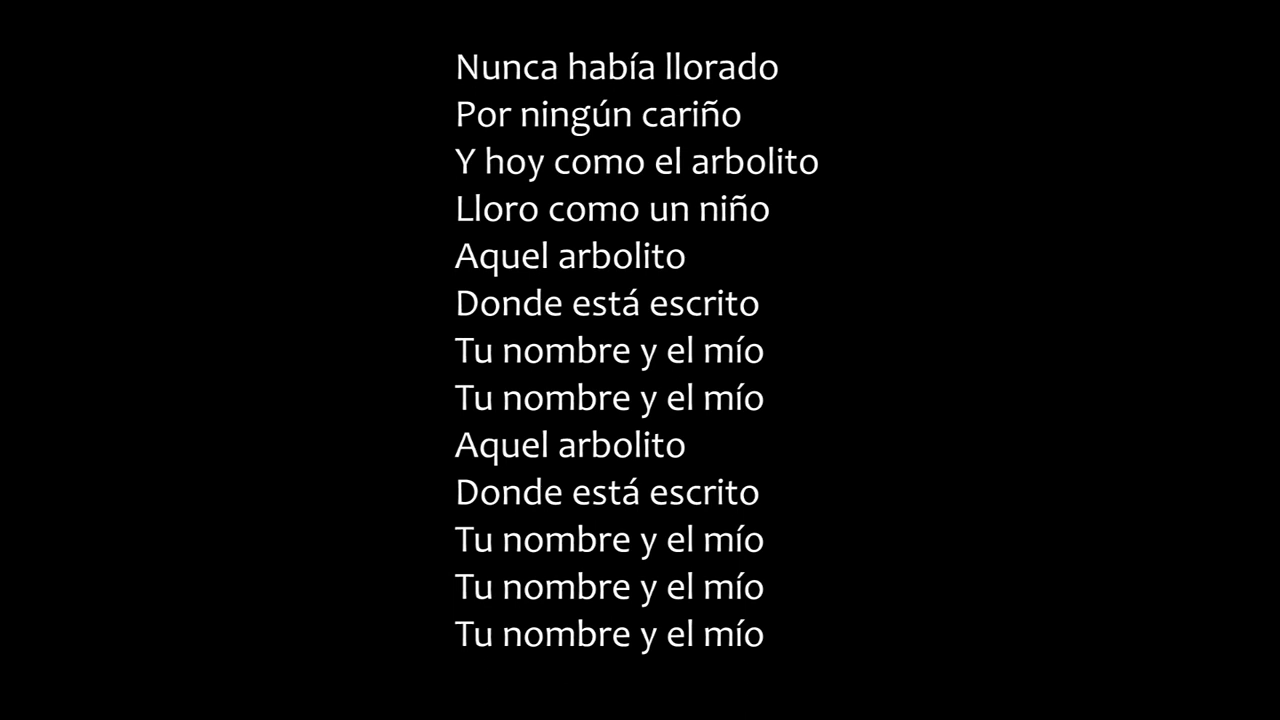 Nunca había llorado
Por ningún cariño
Y hoy como el arbolito
Lloro como un niño
Aquel arbolito
Donde está escrito
Tu nombre y el mío
Tu nombre y el mío
Aquel arbolito
Donde está escrito
Tu nombre y el mío
Tu nombre y el mío
Tu nombre y el mío